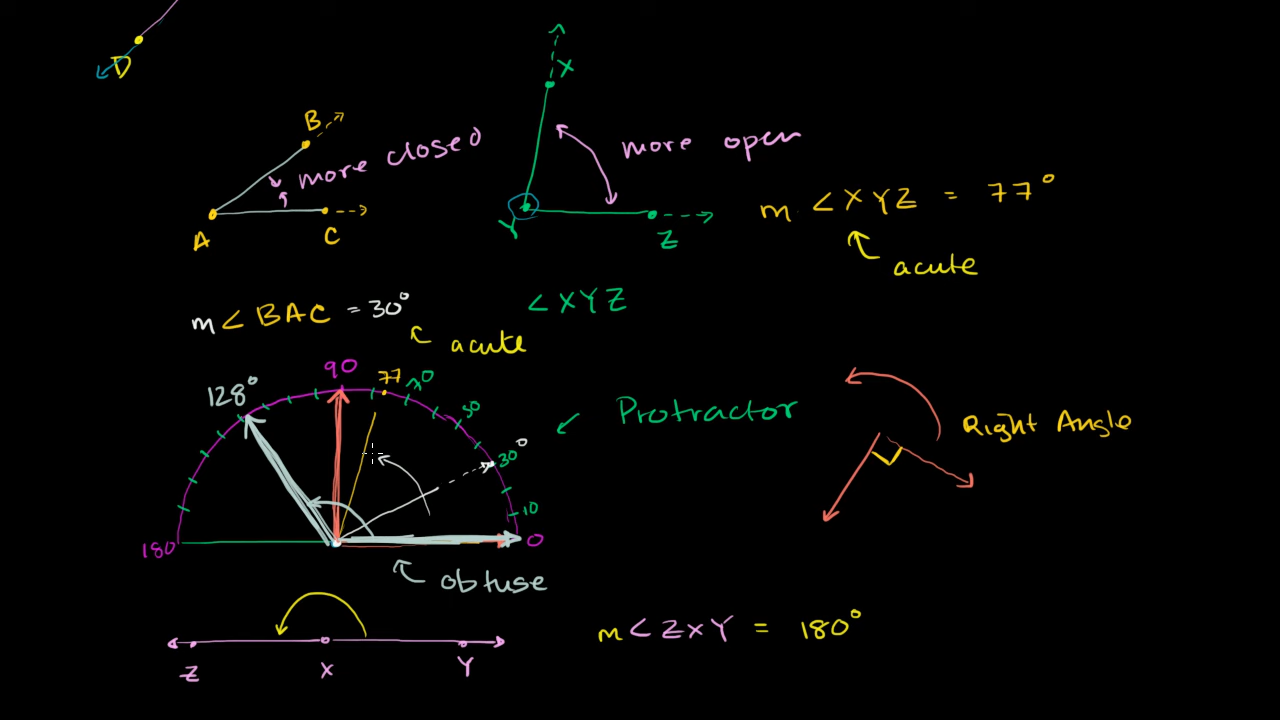 D
B
more closed
A
C
X
more open
Y
Z
m ∠XYZ = 77°
acute
m∠BAC = 30°
acute
∠XYZ
128°
90
77
50
30°
10
0
180
Protractor
Right Angle
obtuse
Z
X
Y
m∠ZXY = 180°